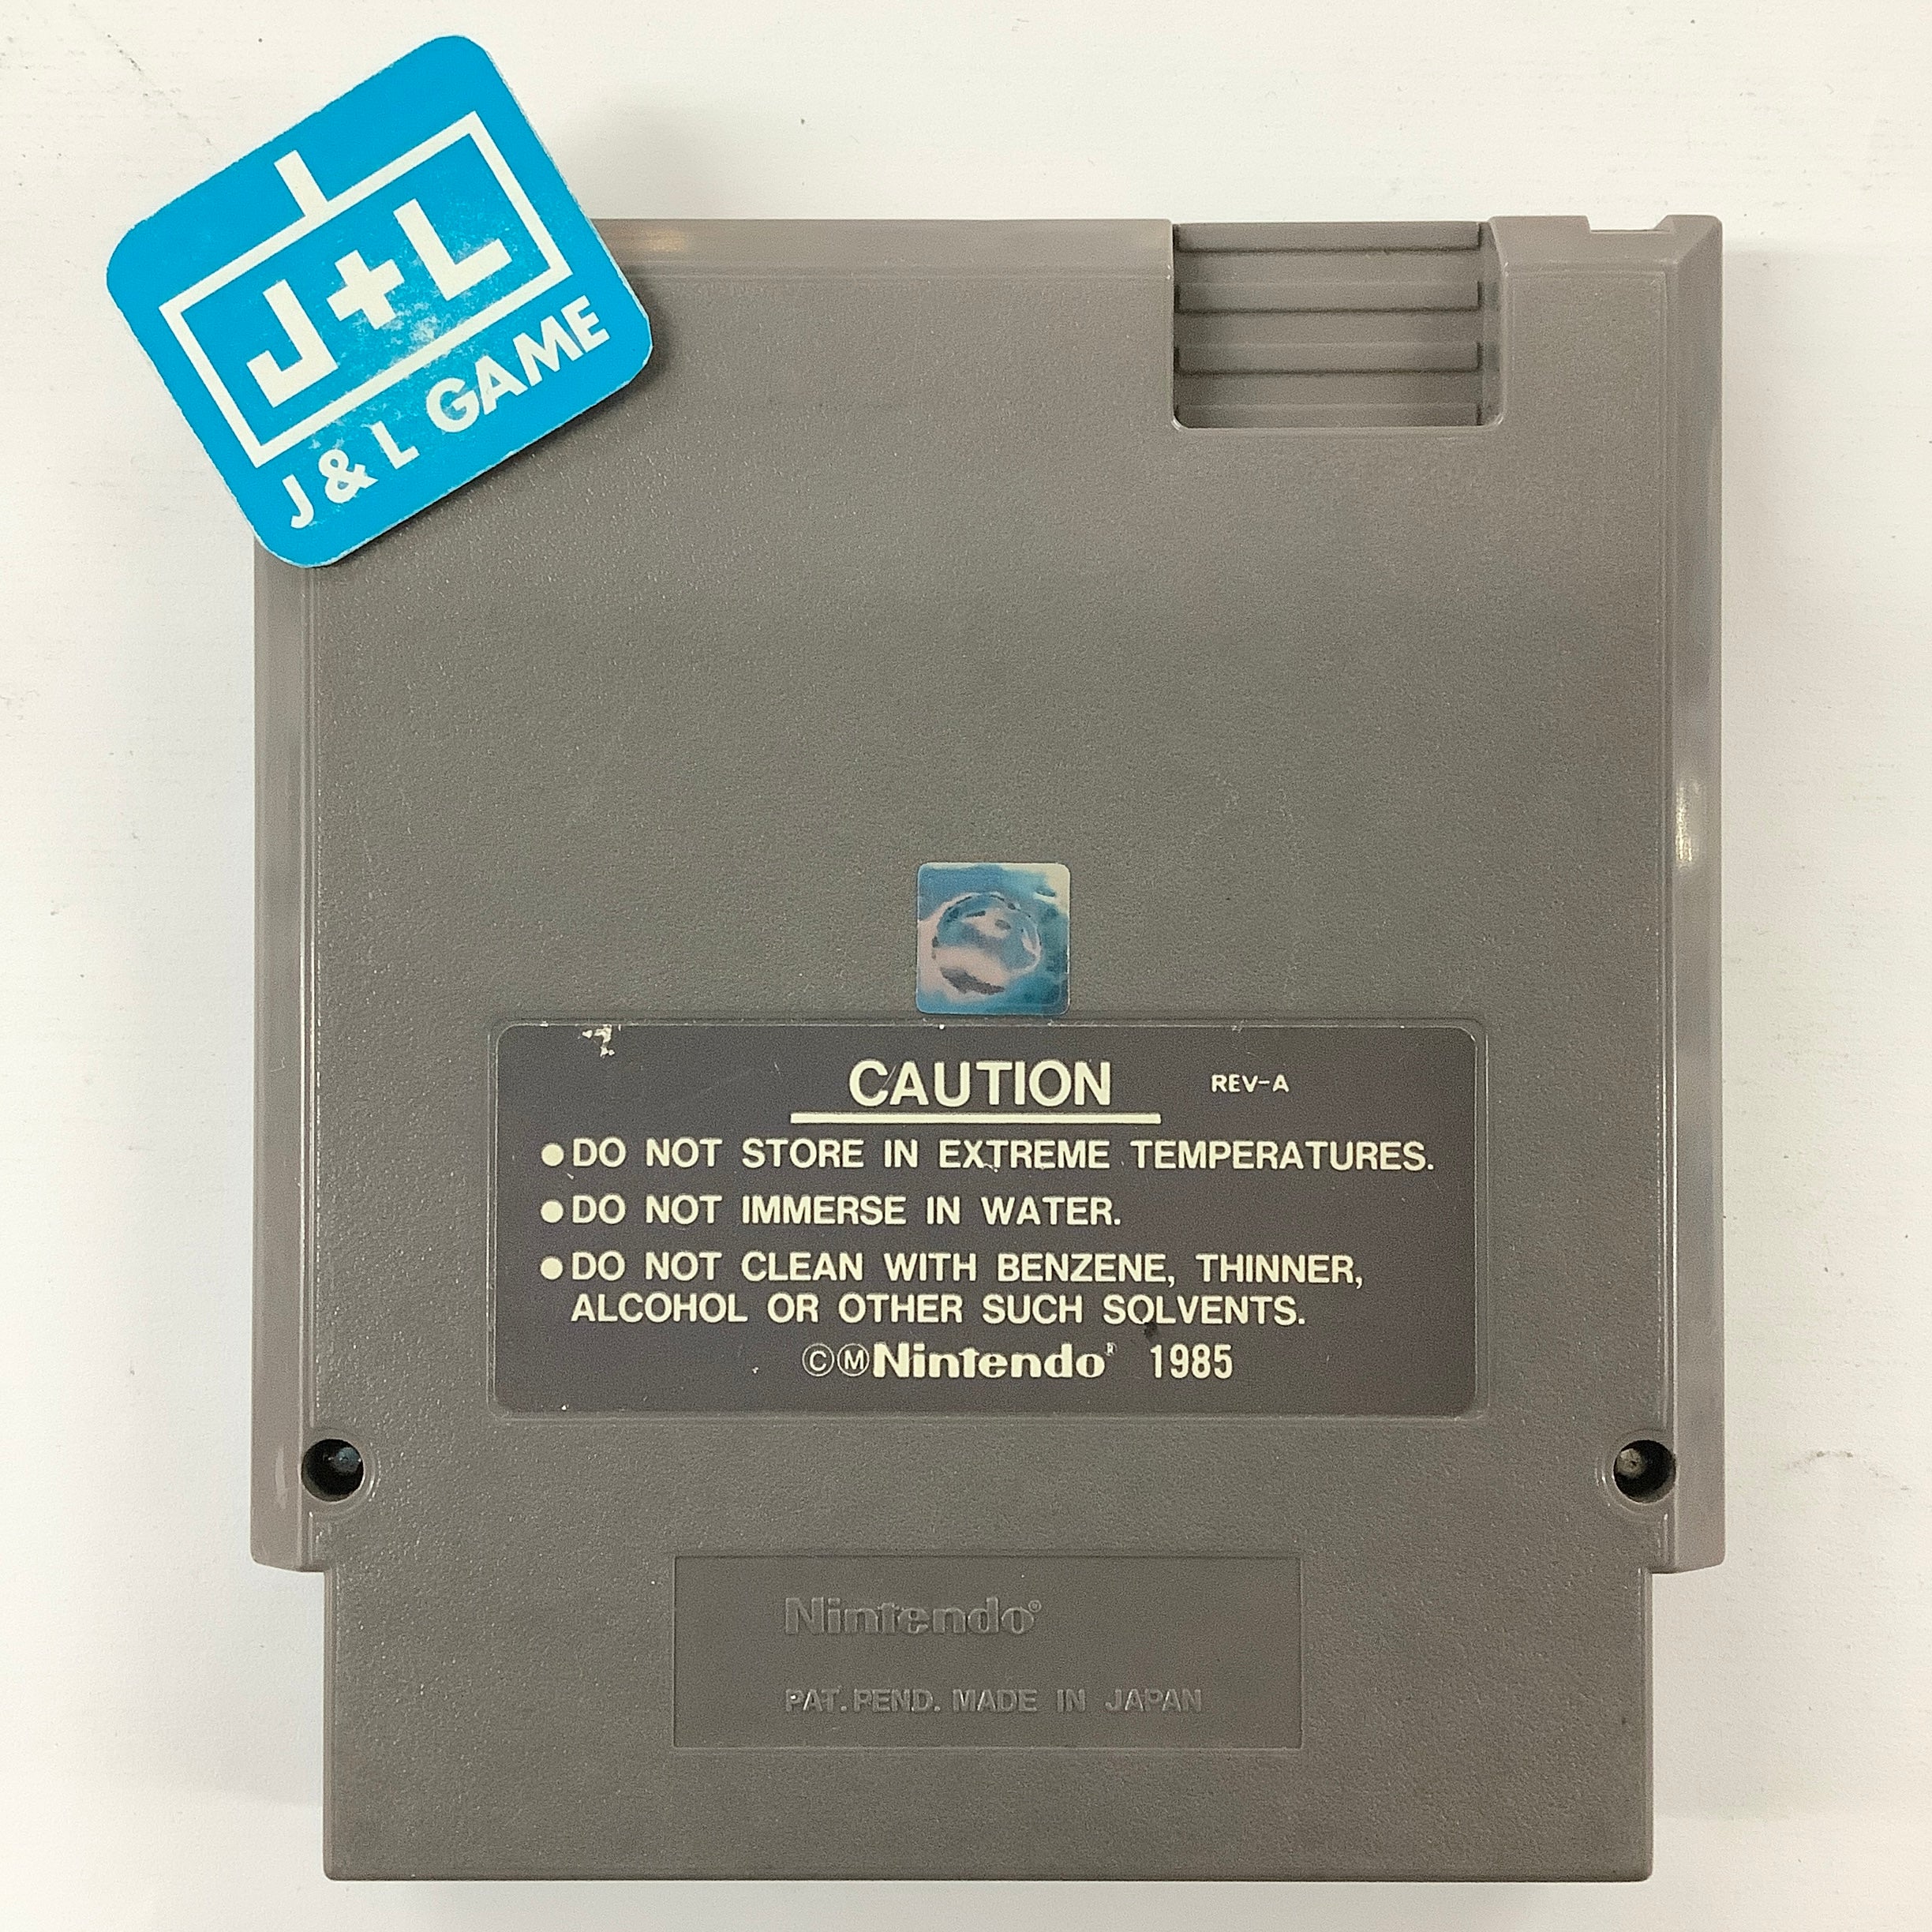 J+L
J & L GAME
CAUTION REV-A
●DO NOT STORE IN EXTREME TEMPERATURES.
●DO NOT IMMERSE IN WATER.
●DO NOT CLEAN WITH BENZENE, THINNER,
ALCOHOL OR OTHER SUCH SOLVENTS.
©ⓂNintendo® 1985
Nintendo®
PAT. PEND. MADE IN JAPAN